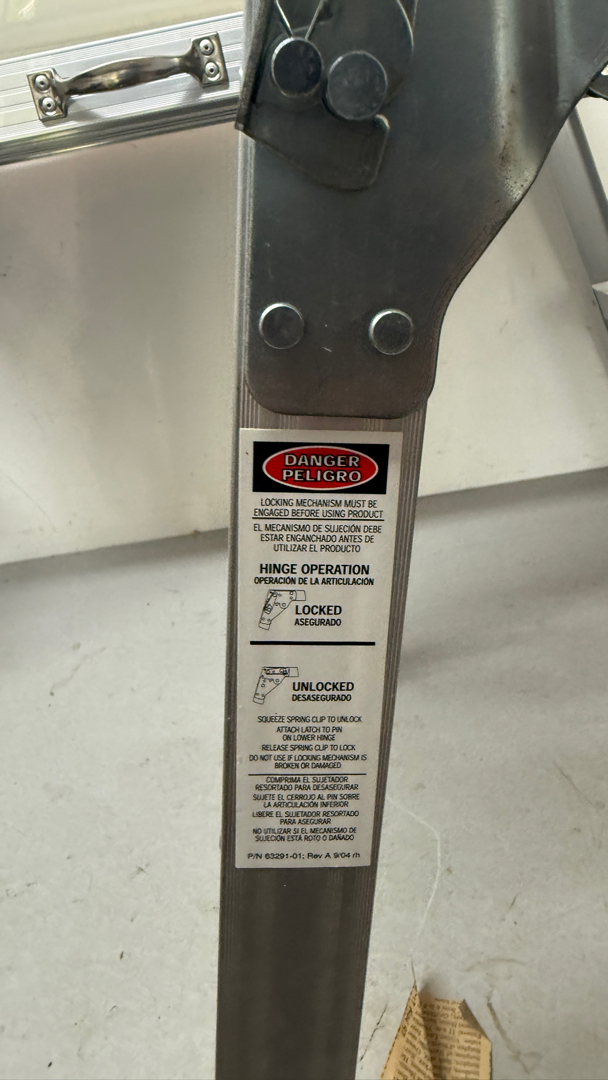 DANGER
PELIGRO
LOCKING MECHANISM MUST BE
ENGAGED BEFORE USING PRODUCT
EL MECANISMO DE SUJECIÓN DEBE
ESTAR ENGANCHADO ANTES DE
UTILIZAR EL PRODUCTO
HINGE OPERATION
OPERACIÓN DE LA ARTICULACIÓN
LOCKED
ASEGURADO
UNLOCKED
DESASEGURADO
SQUEEZE SPRING CLIP TO UNLOCK
ATTACH LATCH TO PIN
ON LOWER HINGE
RELEASE SPRING CLIP TO LOCK
DO NOT USE IF LOCKING MECHANISM IS
BROKEN OR DAMAGED
COMPRIMA EL SUJETADOR
RESORTADO PARA DESASEGURAR
SUJETE EL CERROJO AL PIN SOBRE
LA ARTICULACIÓN INFERIOR
LIBERE EL SUJETADOR RESORTADO
PARA ASEGURAR
NO UTILIZAR SI EL MECANISMO DE
SUJECIÓN ESTÁ ROTO O DAÑADO
P/N 63291-01; Rev A 9/04 rh